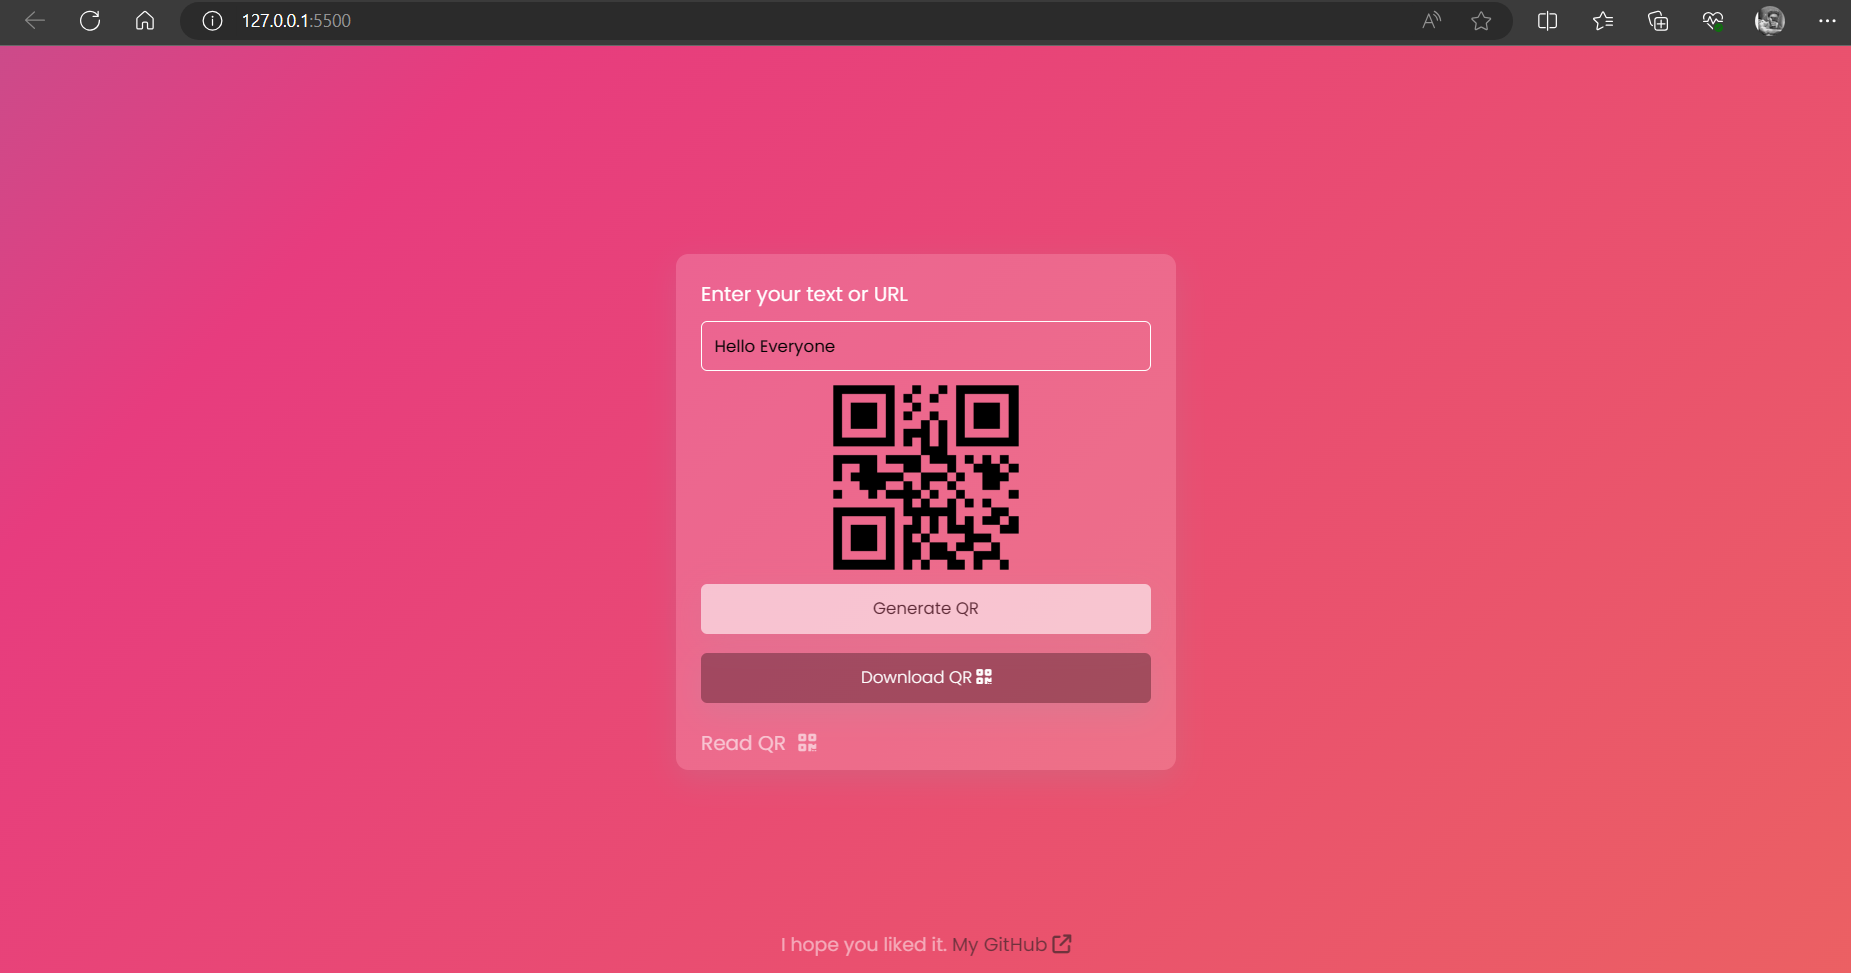 127.0.0.1:5500
Enter your text or URL
Hello Everyone
Generate QR
Download QR
Read QR
I hope you liked it. My GitHub